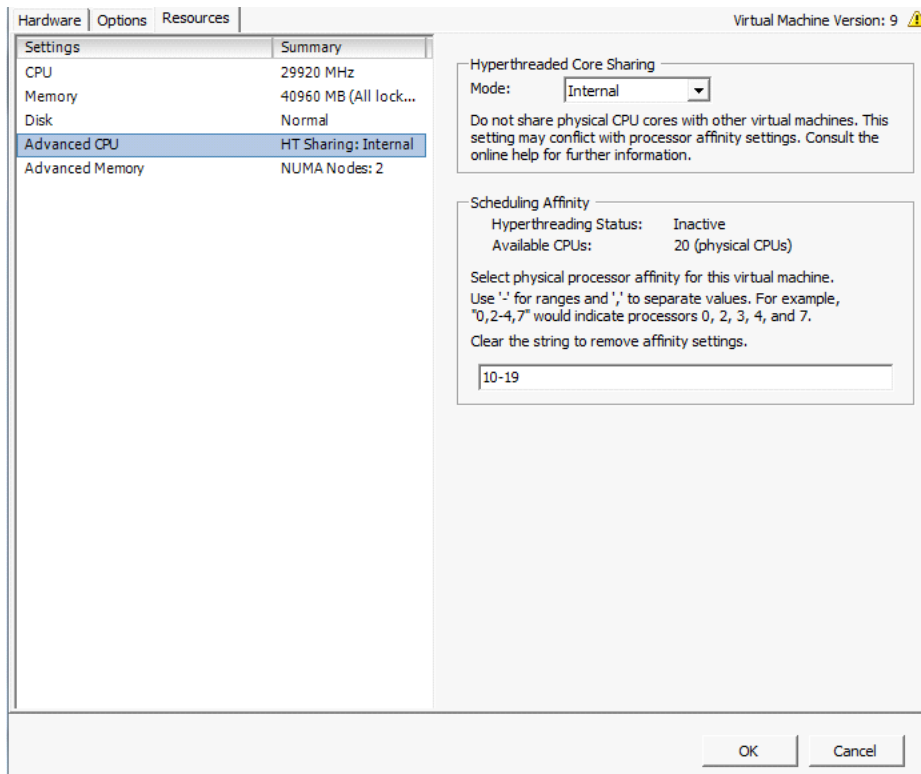 Hardware Options Resources Virtual Machine Version: 9
Settings Summary
CPU 29920 MHz
Memory 40960 MB (All lock...
Disk Normal
Advanced CPU HT Sharing: Internal
Advanced Memory NUMA Nodes: 2
Hyperthreaded Core Sharing
Mode: Internal
Do not share physical CPU cores with other virtual machines. This
setting may conflict with processor affinity settings. Consult the
online help for further information.
Scheduling Affinity
Hyperthreading Status: Inactive
Available CPUs: 20 (physical CPUs)
Select physical processor affinity for this virtual machine.
Use '-' for ranges and ',' to separate values. For example,
"0,2-4,7" would indicate processors 0, 2, 3, 4, and 7.
Clear the string to remove affinity settings.
10-19
OK Cancel